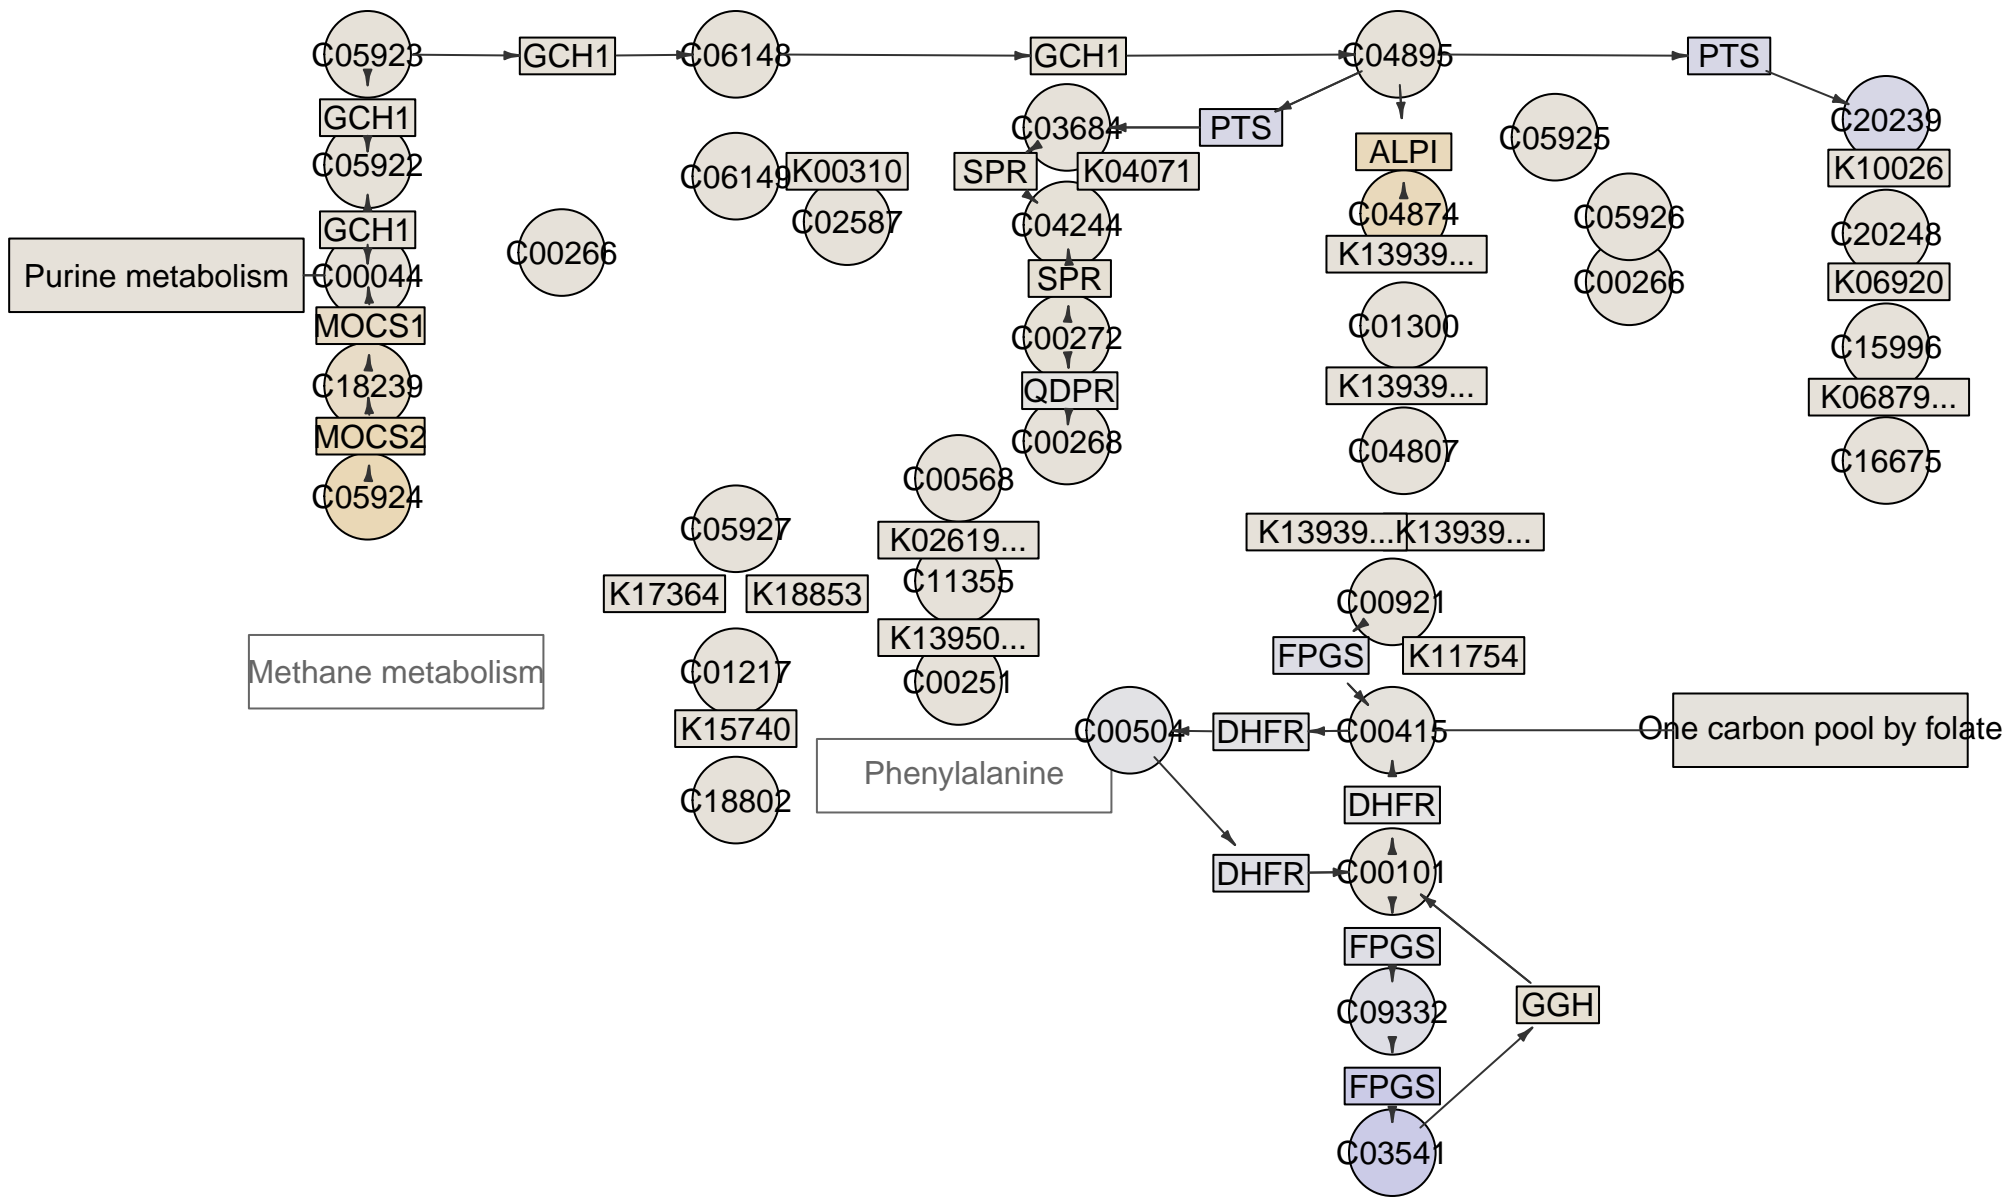 C05923
GCH1
C06148
GCH1
C04895
PTS
GCH1
C03684
PTS
C20239
C05925
ALPI
C05922
C06149
K00310
SPR
K04071
K10026
GCH1
C02587
C04244
C04874
C05926
C20248
C00266
K13939...
Purine metabolism
C00044
SPR
C00266
K06920
MOCS1
C00272
C01300
C15996
C18239
QDPR
K13939...
K06879...
MOCS2
C00268
C04807
C16675
C05924
C00568
C05927
K02619...
K13939...
K13939...
K17364
K18853
C11355
C00921
K13950...
FPGS
K11754
Methane metabolism
C01217
C00251
K15740
C00504
DHFR
C00415
One carbon pool by folate
Phenylalanine
C18802
DHFR
DHFR
C00101
FPGS
C09332
GGH
FPGS
C03541